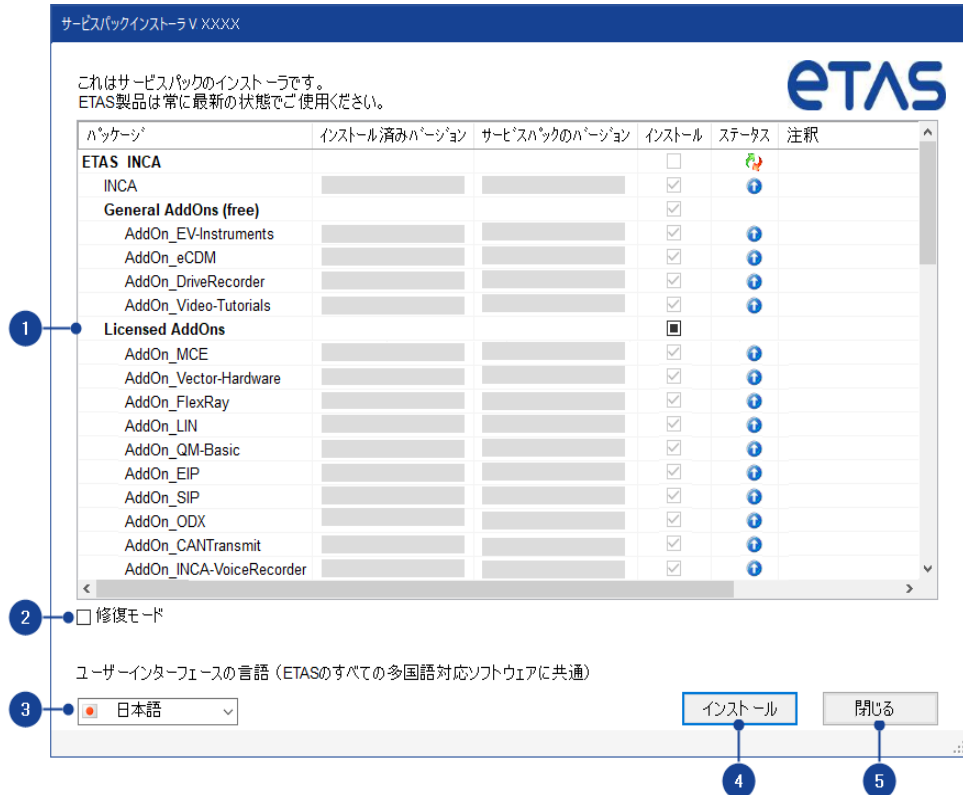 サービスパックインストーラ V XXXX
これはサービスパックのインストーラです。
ETAS製品は常に最新の状態でご使用ください。
ETAS
パッケージ インストール済みバージョン サービスパックのバージョン インストール ステータス 注釈
ETAS INCA
INCA
General AddOns (free)
AddOn_EV-Instruments
AddOn_eCDM
AddOn_DriveRecorder
AddOn_Video-Tutorials
1 Licensed AddOns
AddOn_MCE
AddOn_Vector-Hardware
AddOn_FlexRay
AddOn_LIN
AddOn_QM-Basic
AddOn_EIP
AddOn_SIP
AddOn_ODX
AddOn_CANTransmit
AddOn_INCA-VoiceRecorder
2 修復モード
ユーザーインターフェースの言語（ETASのすべての多国語対応ソフトウェアに共通）
3 日本語 インストール 閉じる
4 5